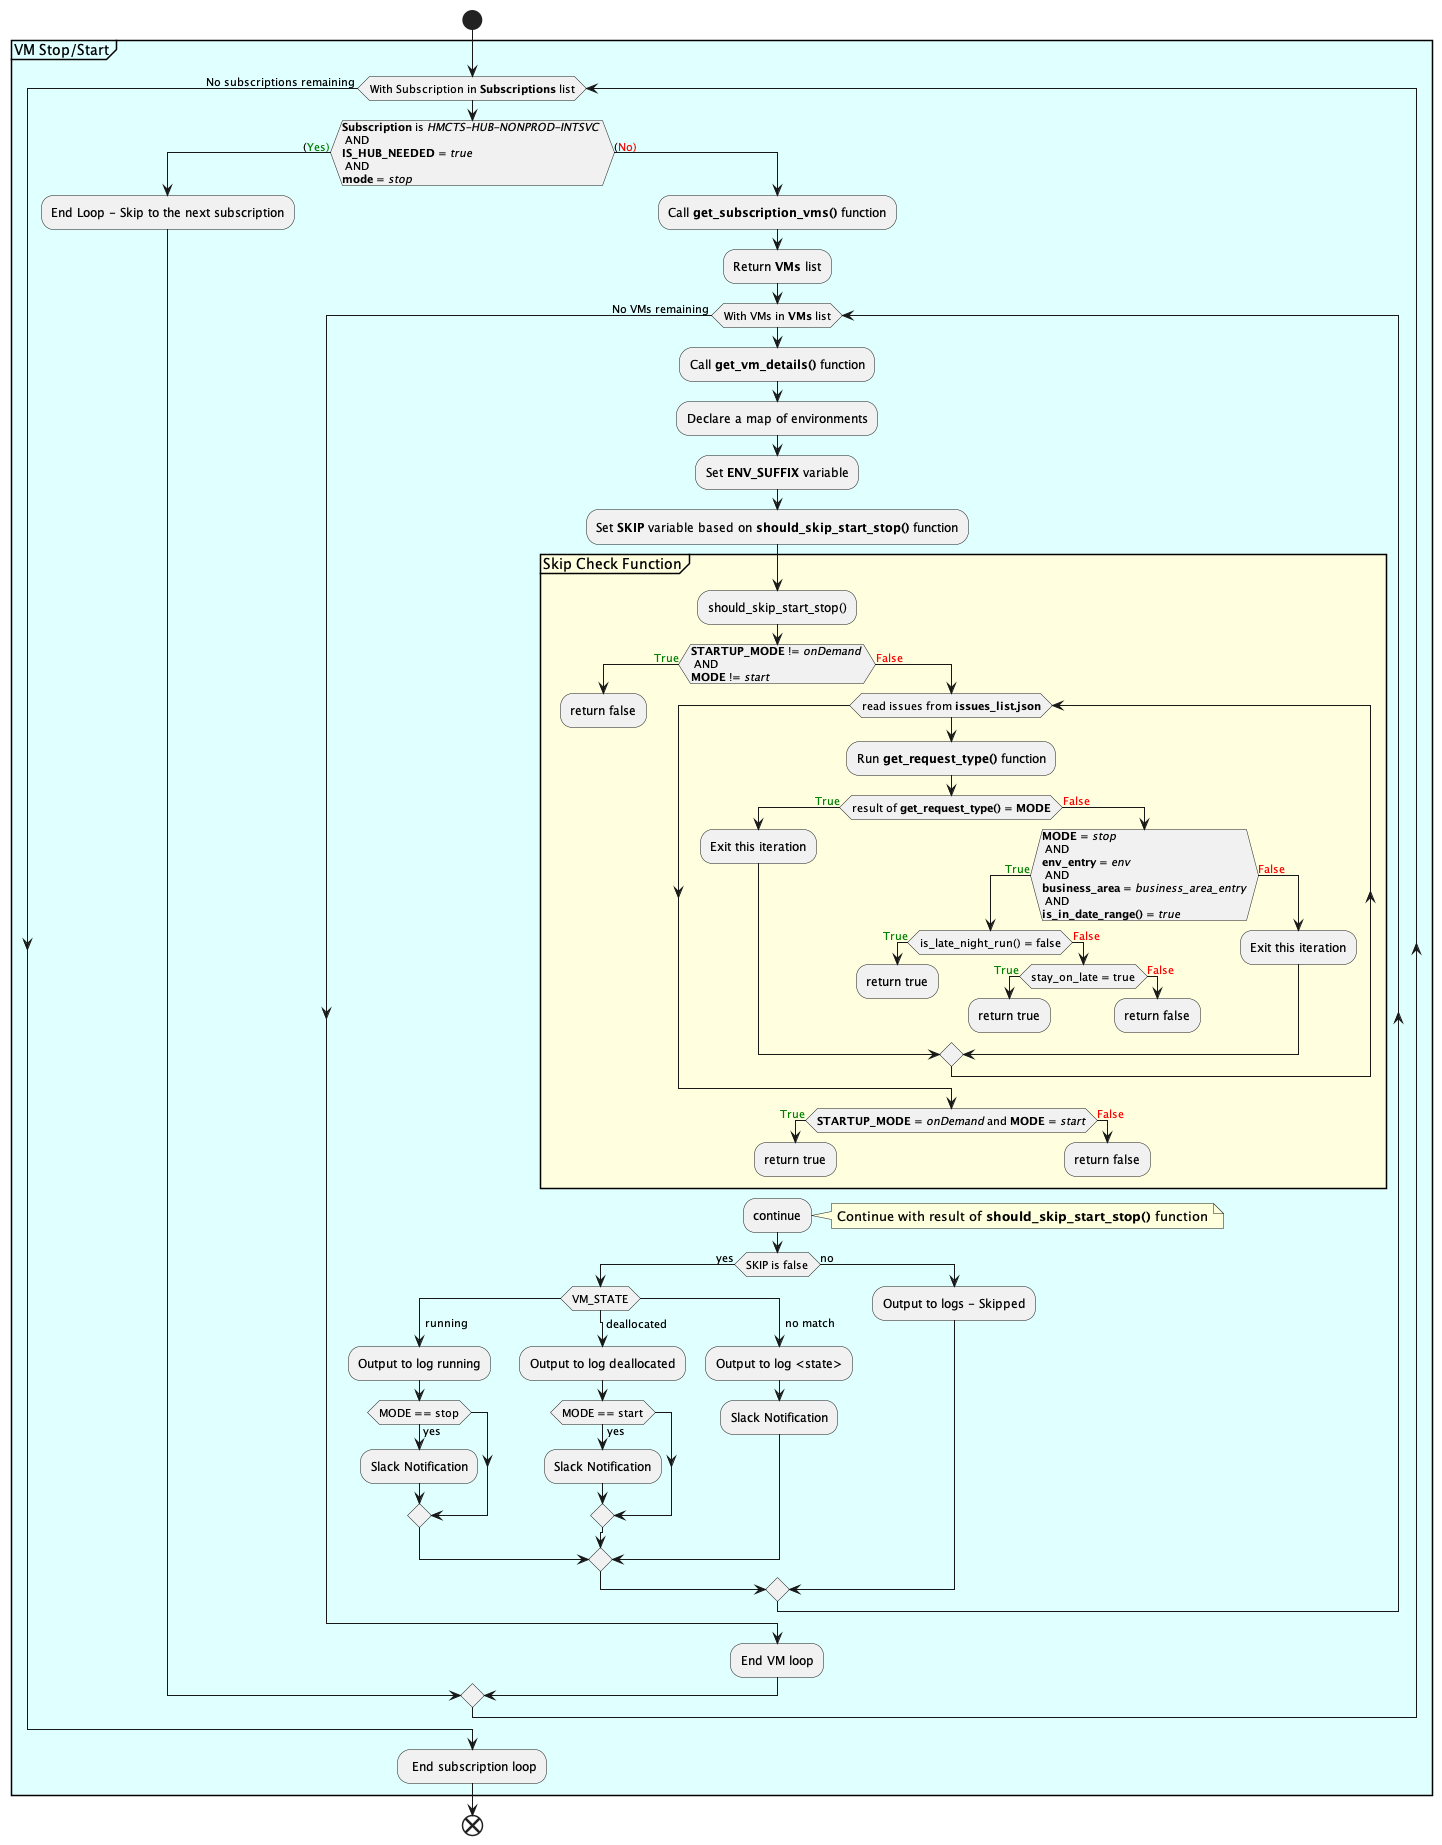 VM Stop/Start
No subscriptions remaining
With Subscription in Subscriptions list
Subscription is HMCTS-HUB-NONPROD-INTSVC
AND
IS_HUB_NEEDED = true
AND
mode = stop
(Yes)
(No)
End Loop - Skip to the next subscription
Call get_subscription_vms() function
Return VMs list
No VMs remaining
With VMs in VMs list
Call get_vm_details() function
Declare a map of environments
Set ENV_SUFFIX variable
Set SKIP variable based on should_skip_start_stop() function
Skip Check Function
should_skip_start_stop()
True
STARTUP_MODE != onDemand
AND
MODE != start
False
return false
read issues from issues_list.json
Run get_request_type() function
True
result of get_request_type() = MODE
False
Exit this iteration
MODE = stop
AND
env_entry = env
AND
business_area = business_area_entry
AND
is_in_date_range() = true
True
False
True
is_late_night_run() = false
False
Exit this iteration
return true
True
stay_on_late = true
False
return true
return false
True
STARTUP_MODE = onDemand and MODE = start
False
return true
return false
continue
Continue with result of should_skip_start_stop() function
yes
SKIP is false
no
VM_STATE
Output to logs - Skipped
running
deallocated
no match
Output to log running
Output to log deallocated
Output to log <state>
MODE == stop
MODE == start
Slack Notification
yes
yes
Slack Notification
Slack Notification
End VM loop
End subscription loop